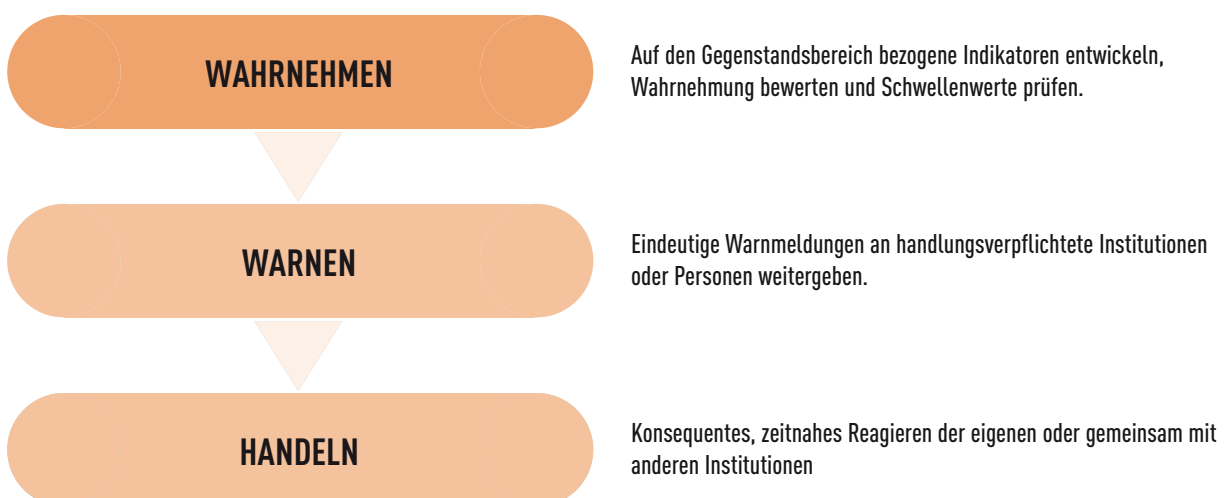 WAHRNEHMEN
Auf den Gegenstandsbereich bezogene Indikatoren entwickeln,
Wahrnehmung bewerten und Schwellenwerte prüfen.
WARNEN
Eindeutige Warnmeldungen an handlungsverpflichtete Institutionen
oder Personen weitergeben.
HANDELN
Konsequentes, zeitnahes Reagieren der eigenen oder gemeinsam mit
anderen Institutionen